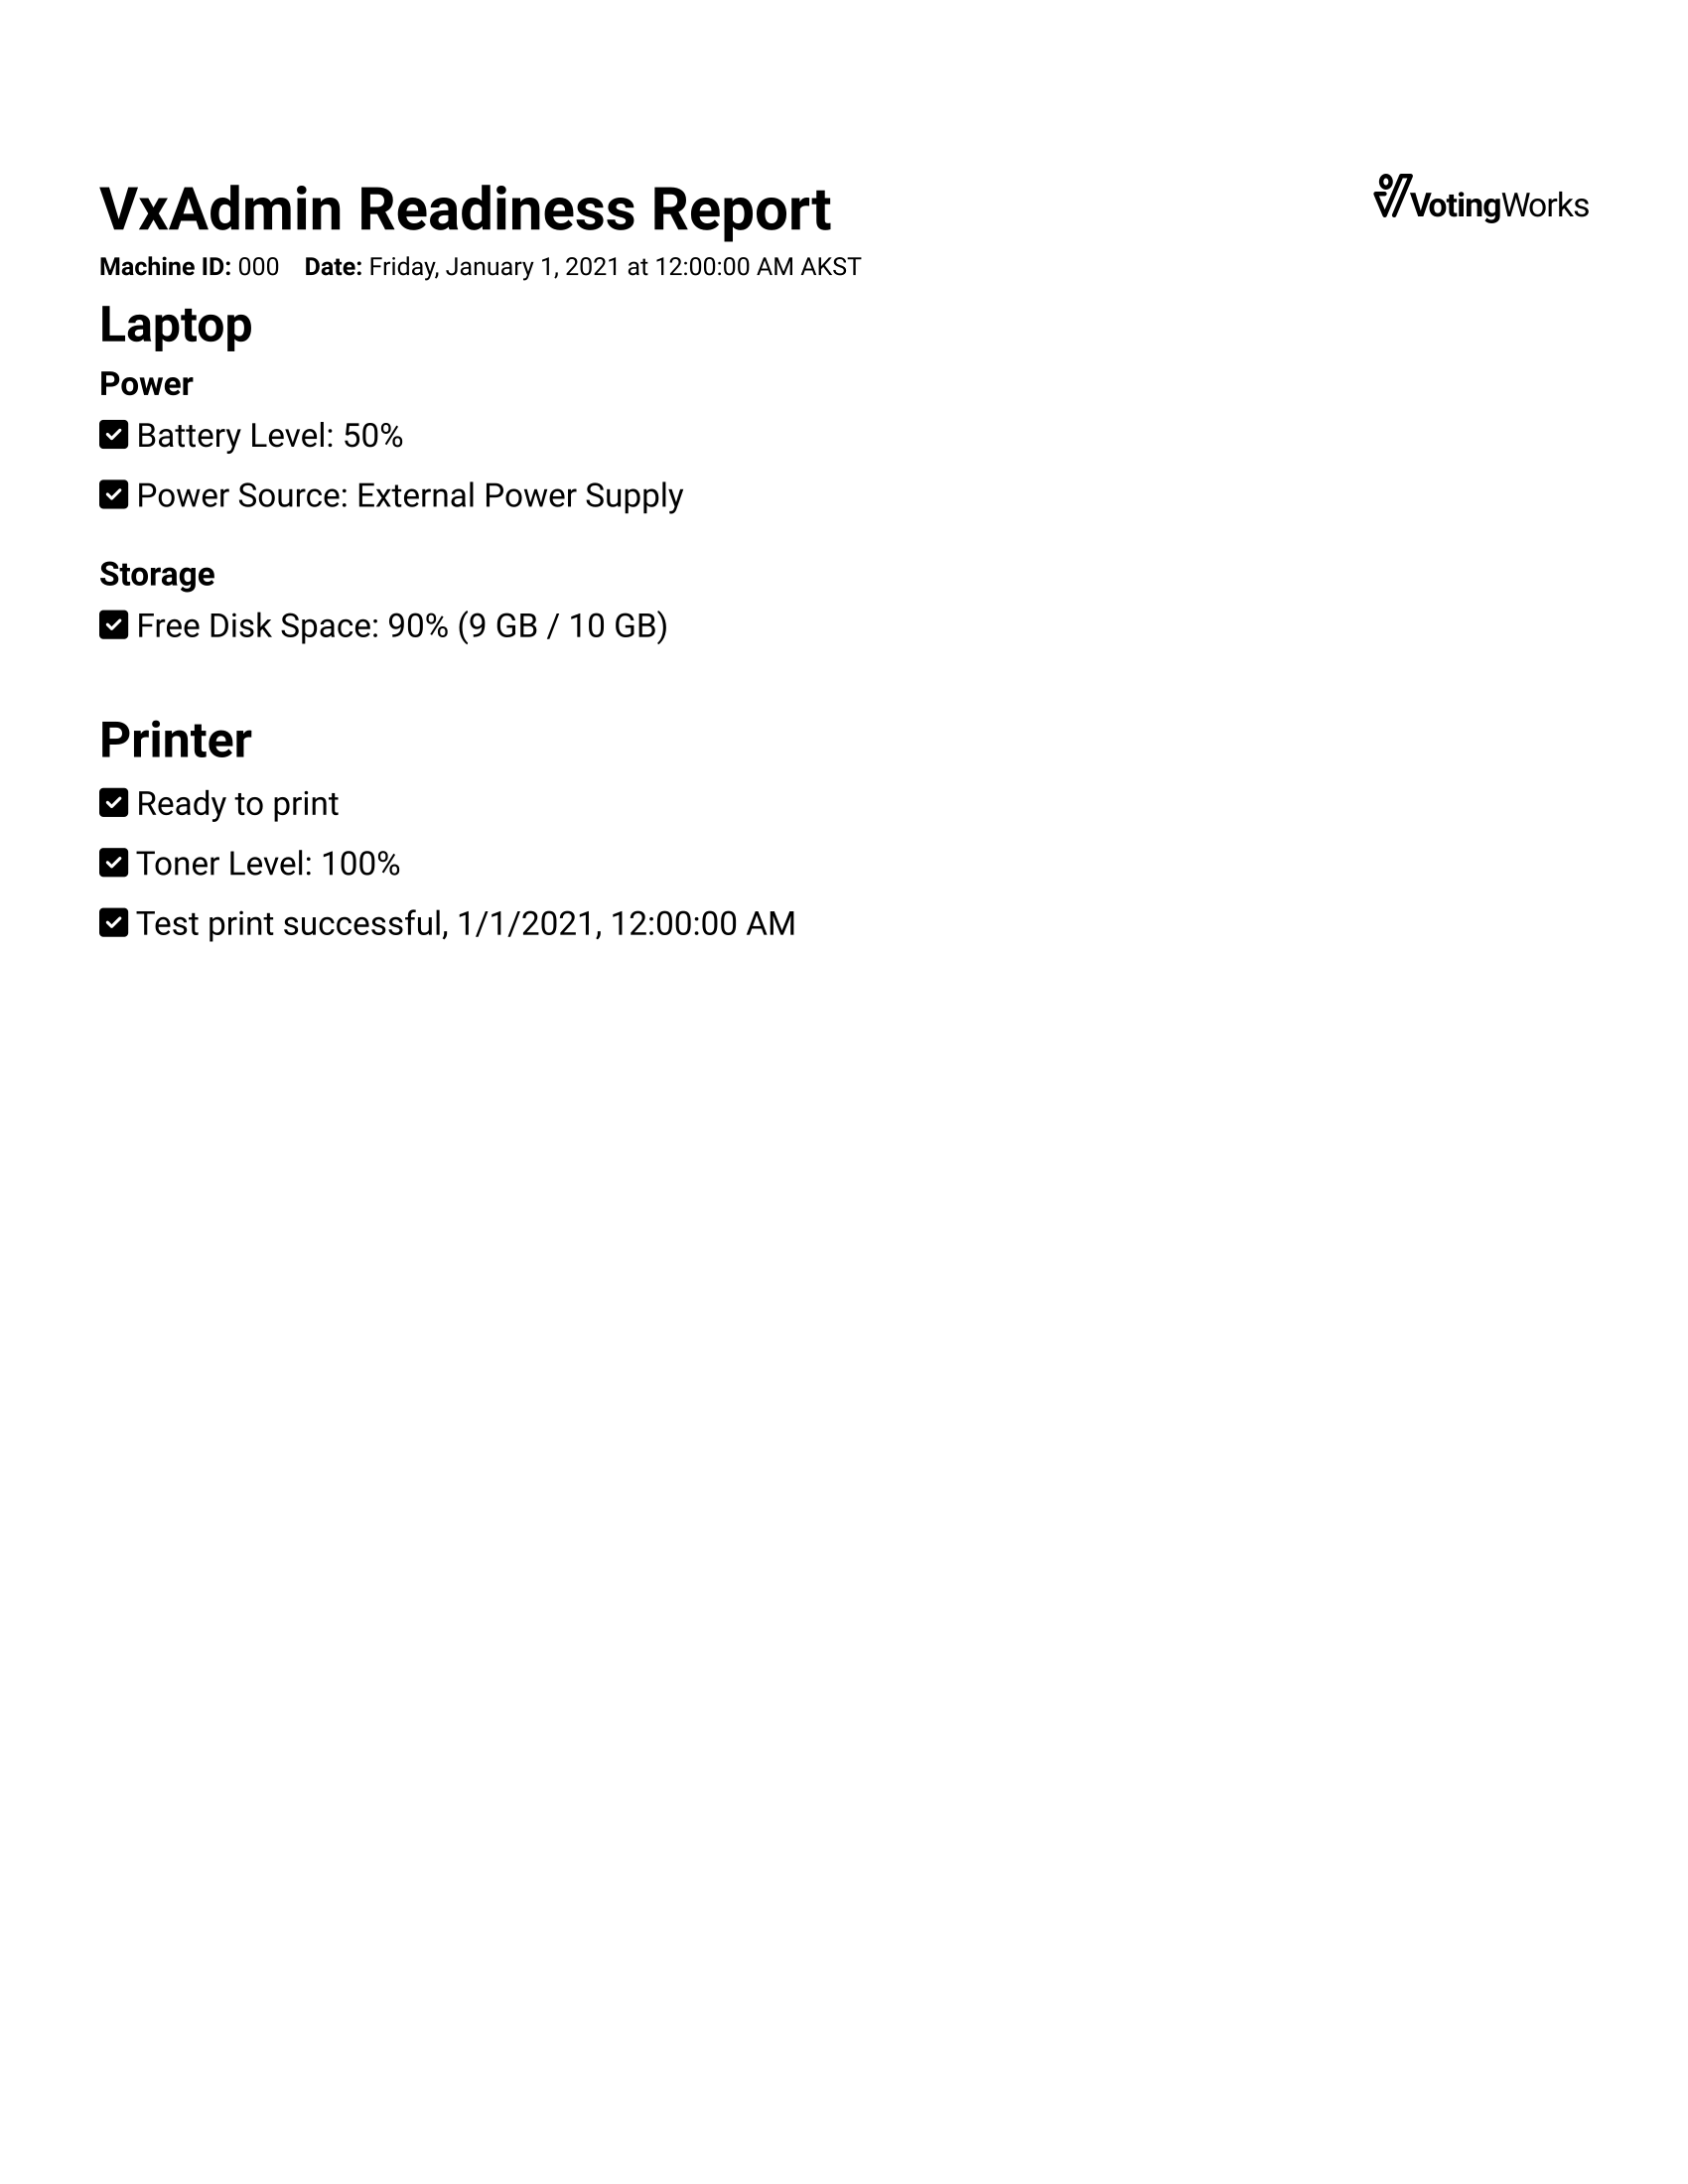 VxAdmin Readiness Report
VotingWorks
Machine ID: 000 Date: Friday, January 1, 2021 at 12:00:00 AM AKST
Laptop
Power
Battery Level: 50%
Power Source: External Power Supply
Storage
Free Disk Space: 90% (9 GB / 10 GB)
Printer
Ready to print
Toner Level: 100%
Test print successful, 1/1/2021, 12:00:00 AM